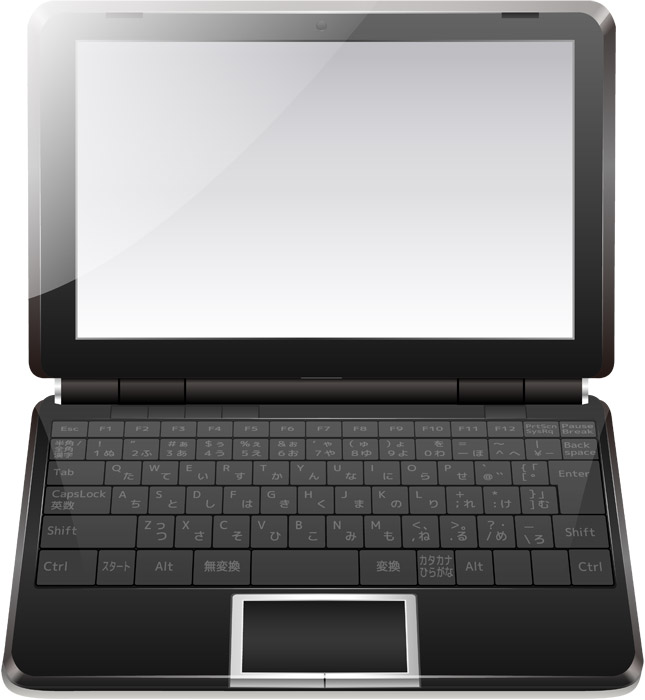 Esc F1 F2 F3 F4 F5 F6 F7 F8 F9 F10 F11 F12 PrtScn SysRq Pause Break
半角/全角 漢字 ! 1 ぬ " 2 ふ # ぁ 3 あ $ ぅ 4 う % ぇ 5 え & ぉ 6 お ' ゃ 7 や ( ゅ 8 ゆ ) ょ 9 よ を 0 わ = - ほ ~ ^ へ | ¥ ー Back space
Tab Q た W て E い R す T か Y ん U な I に O ら P せ ` @ ゛ { 「 [ ゜ Enter
CapsLock 英数 A ち S と D し F は G き H く J ま K の L り + ; れ * : け } 」 ] む
Shift Z っ つ X さ C そ V ひ B こ N み M も < 、 , ね > 。 . る ? ・ / め _ \ ろ Shift
Ctrl スタート Alt 無変換 変換 カタカナ ひらがな Alt Ctrl